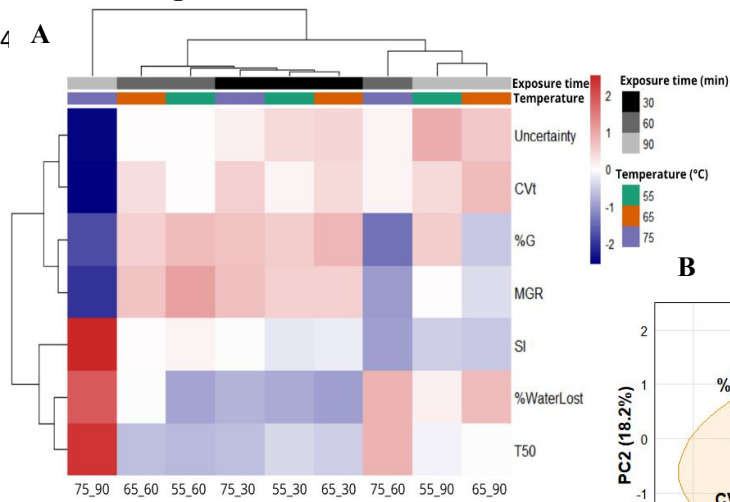 4
A
Exposure time
Temperature
Uncertainty
CVt
%G
MGR
SI
%WaterLost
T50
75_90 65_60 55_60 75_30 55_30 65_30 75_60 55_90 65_90
2
1
0
-1
-2
Exposure time (min)
30
60
90
Temperature (°C)
55
65
75
B
PC2 (18.2%)
2
1
0
-1
%